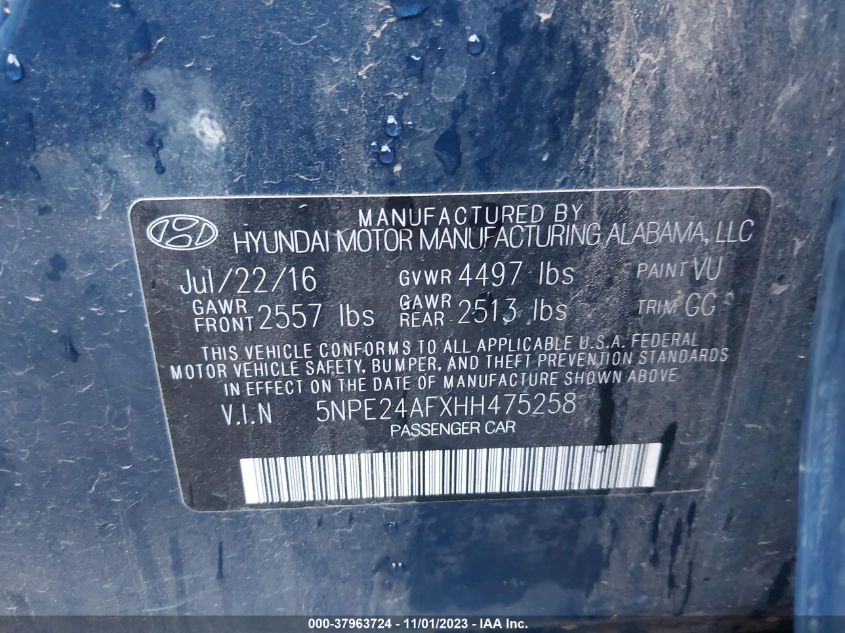 MANUFACTURED BY
HYUNDAI MOTOR MANUFACTURING ALABAMA, LLC
Jul/22/16 GVWR 4497 lbs PAINT VU
GAWR FRONT 2557 lbs GAWR REAR 2513 lbs TRIM GG
THIS VEHICLE CONFORMS TO ALL APPLICABLE U.S.A. FEDERAL
MOTOR VEHICLE SAFETY, BUMPER, AND THEFT PREVENTION STANDARDS
IN EFFECT ON THE DATE OF MANUFACTURE SHOWN ABOVE
V.I.N 5NPE24AFXHH475258
PASSENGER CAR
000-37963724 - 11/01/2023 - © IAA Inc.